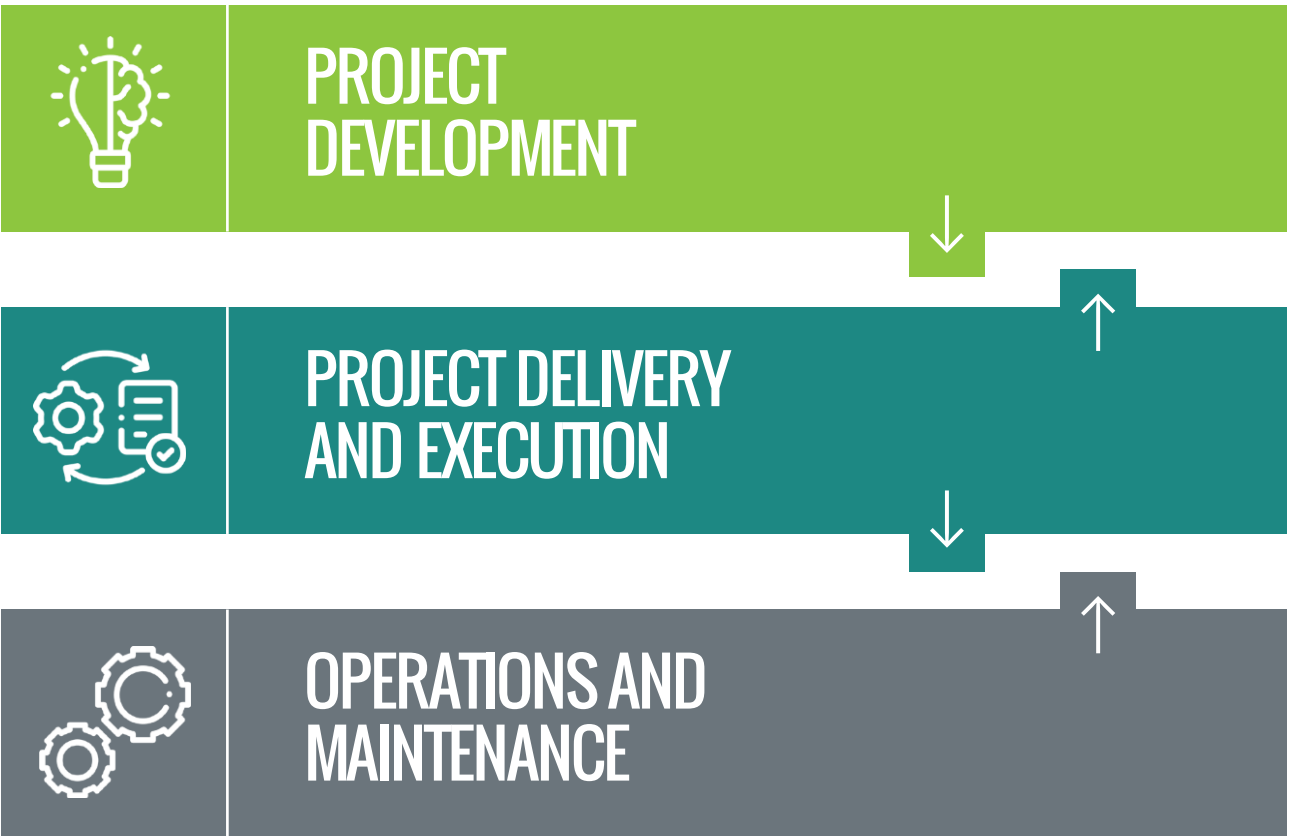 PROJECT
DEVELOPMENT
PROJECT DELIVERY
AND EXECUTION
OPERATIONS AND
MAINTENANCE